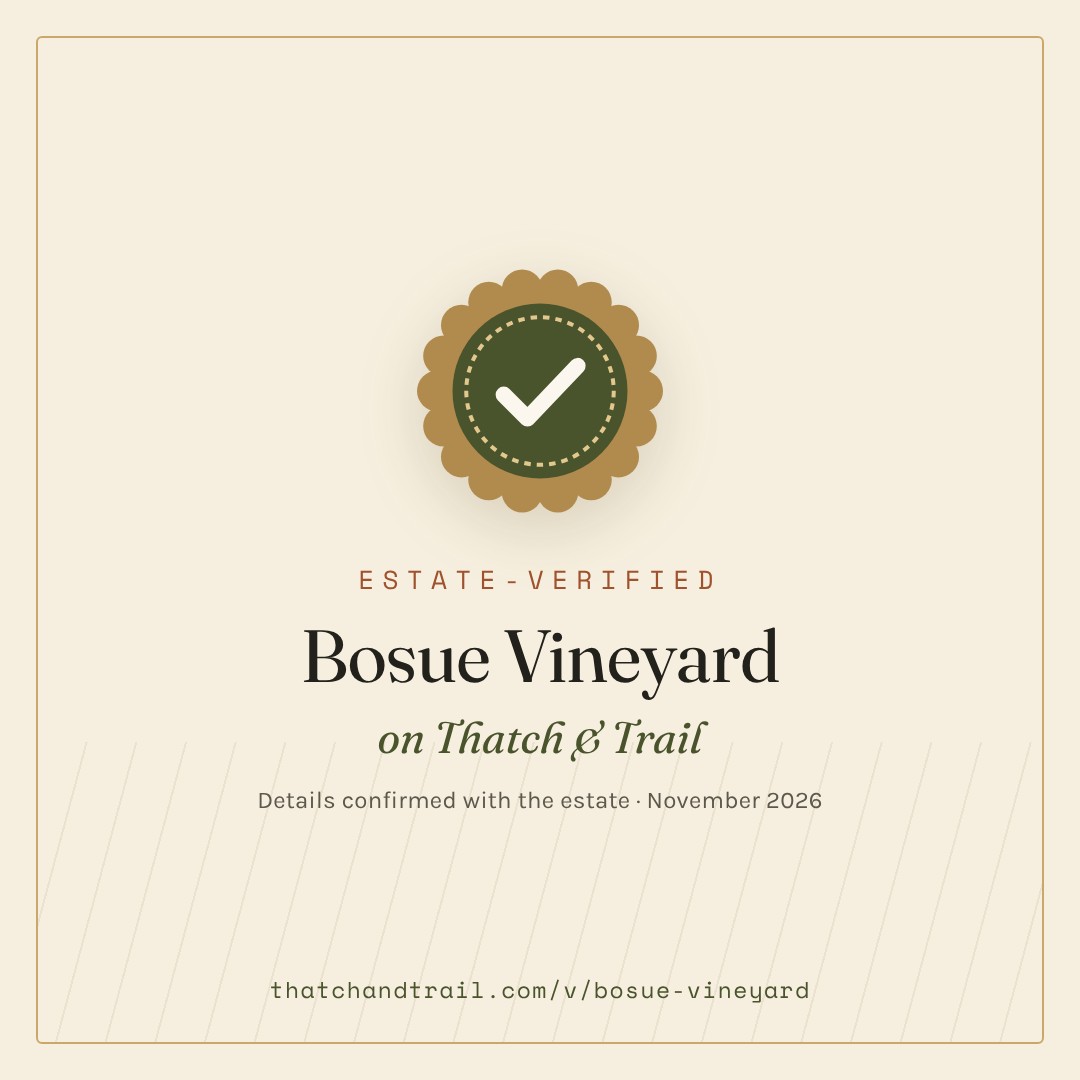 ESTATE-VERIFIED
Bosue Vineyard
on Thatch & Trail
Details confirmed with the estate · November 2026
thatchandtrail.com/v/bosue-vineyard